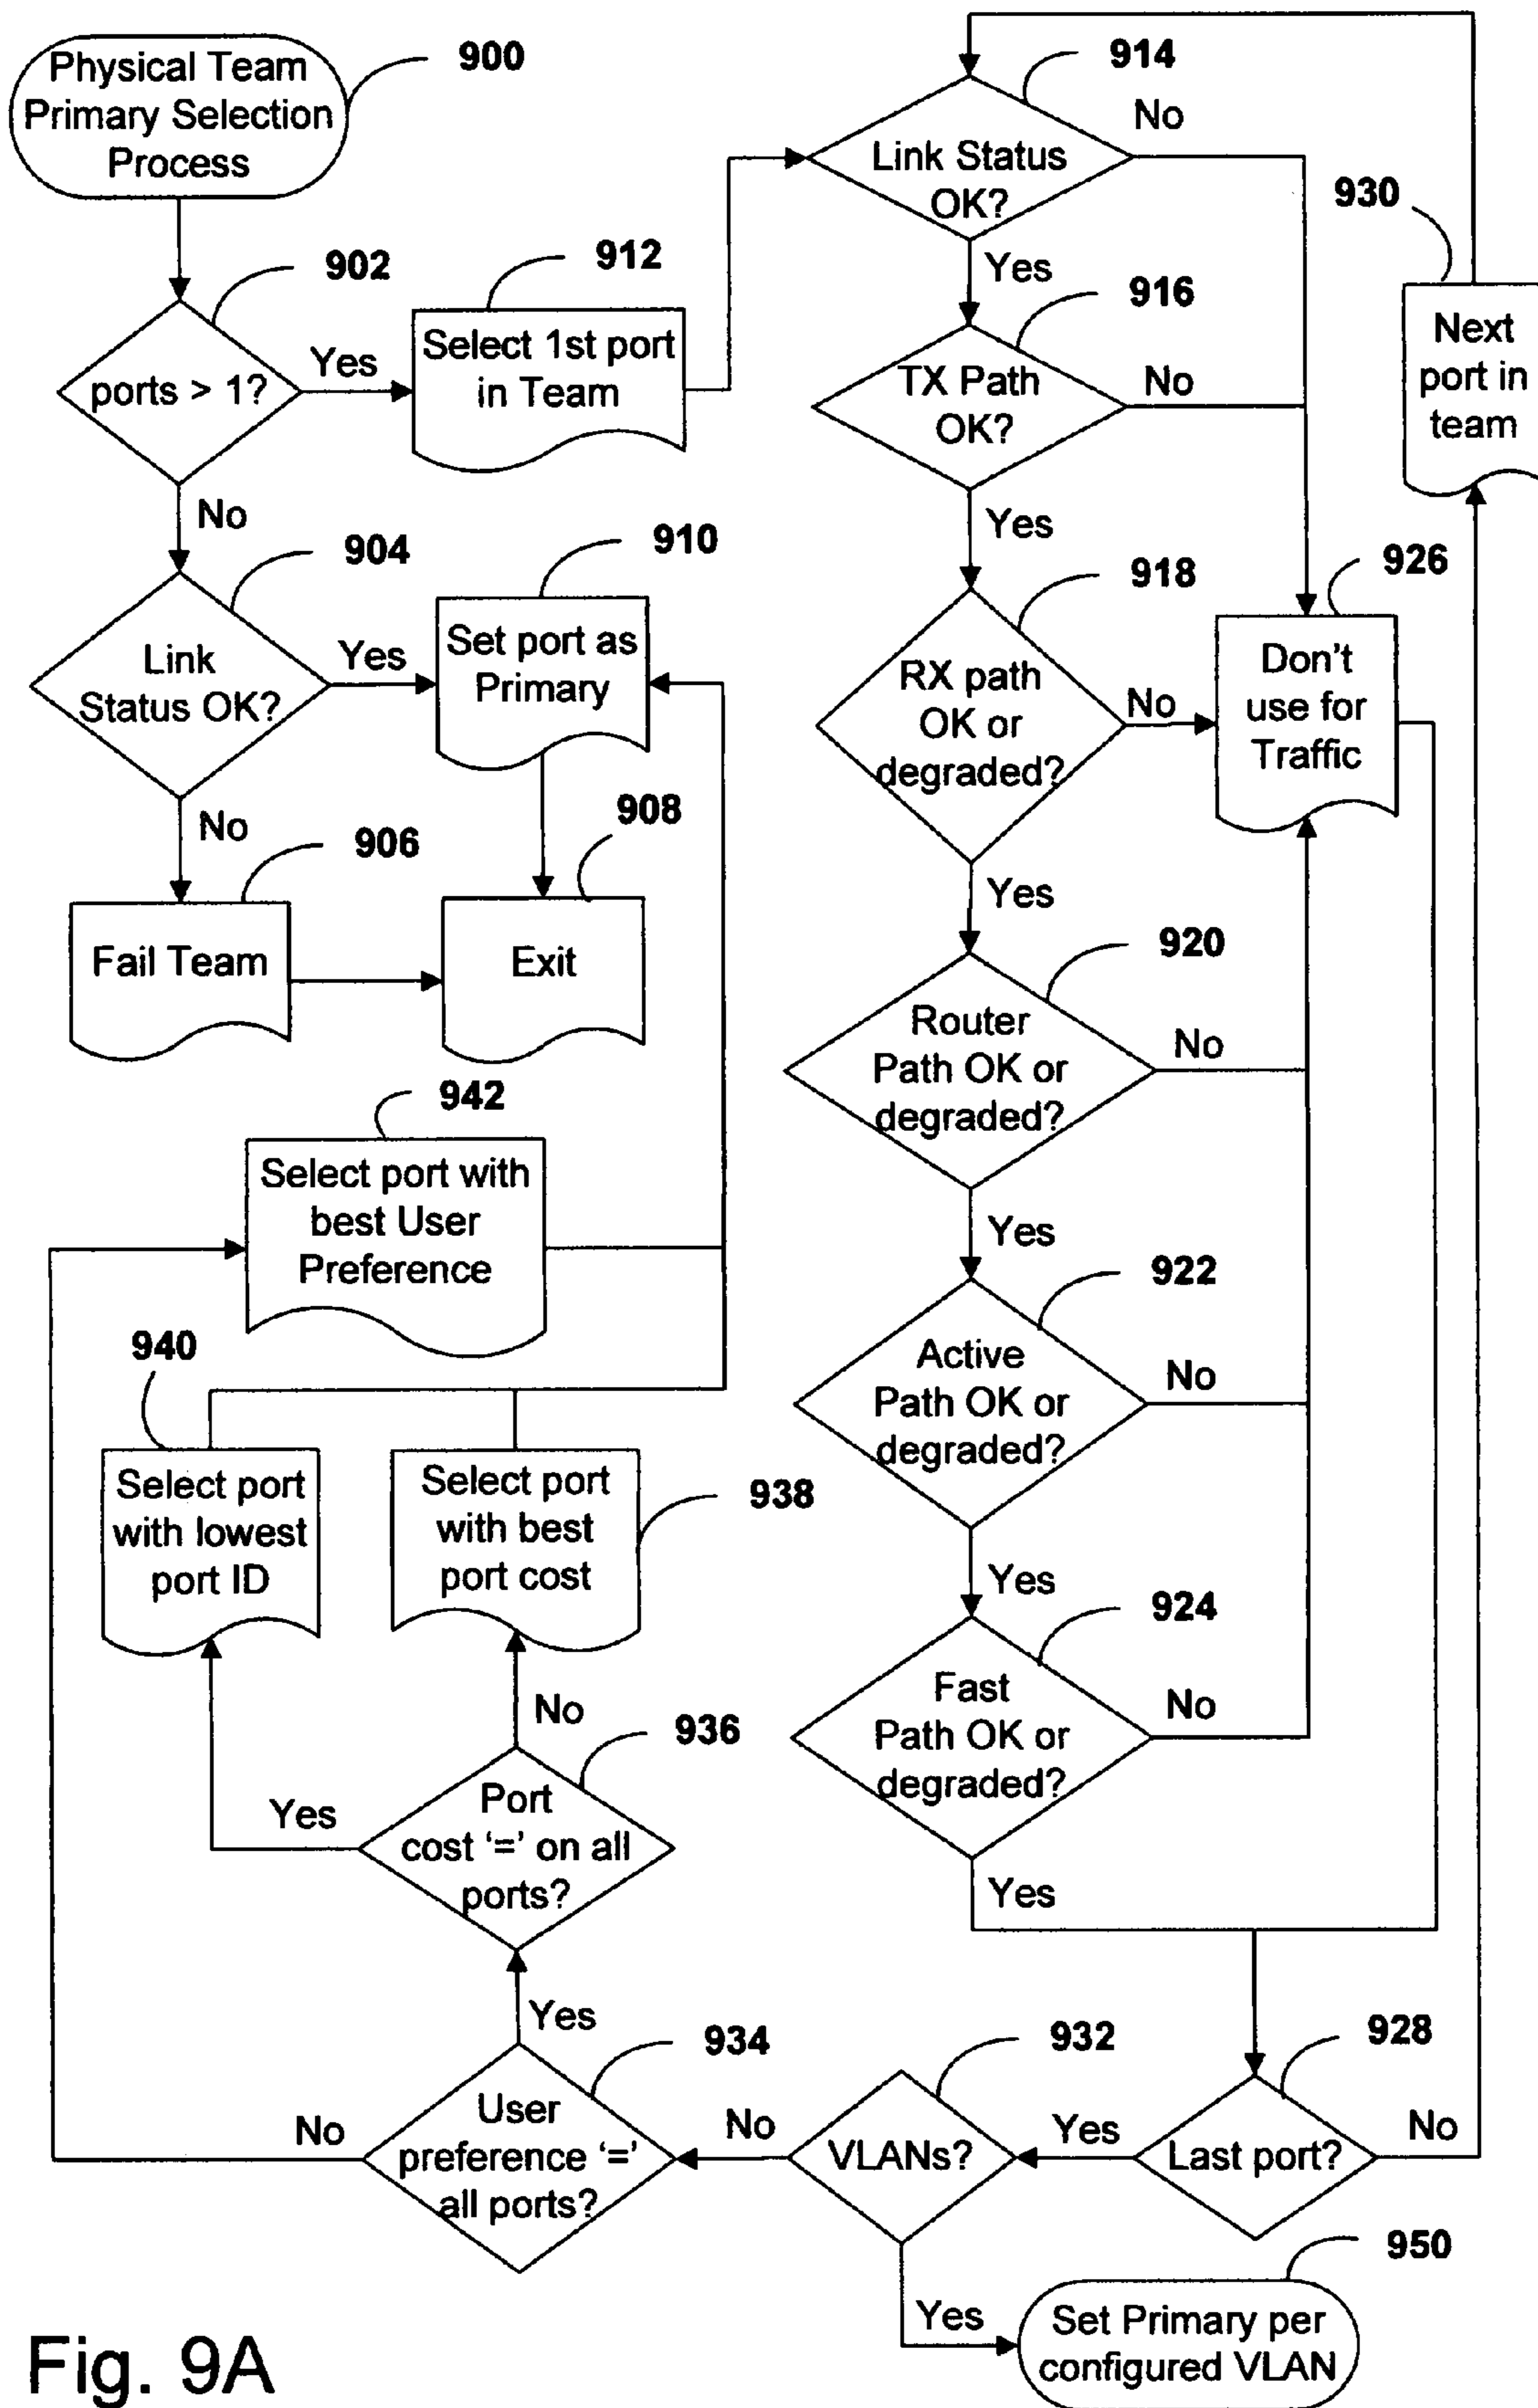 Physical Team
Primary Selection
Process
900
902
ports > 1?
Yes
No
912
Select 1st port
in Team
904
Link
Status OK?
Yes
No
910
Set port as
Primary
906
Fail Team
908
Exit
914
Link Status
OK?
No
Yes
916
TX Path
OK?
No
Yes
918
RX path
OK or
degraded?
No
Yes
920
Router
Path OK or
degraded?
No
Yes
922
Active
Path OK or
degraded?
No
Yes
924
Fast
Path OK or
degraded?
No
Yes
926
Don't
use for
Traffic
930
Next
port in
team
928
Last port?
No
Yes
932
VLANs?
No
Yes
950
Set Primary per
configured VLAN
934
User
preference ‘=’
all ports?
No
Yes
936
Port
cost ‘=’ on all
ports?
Yes
No
938
Select port
with best
port cost
940
Select port
with lowest
port ID
942
Select port with
best User
Preference
Fig. 9A